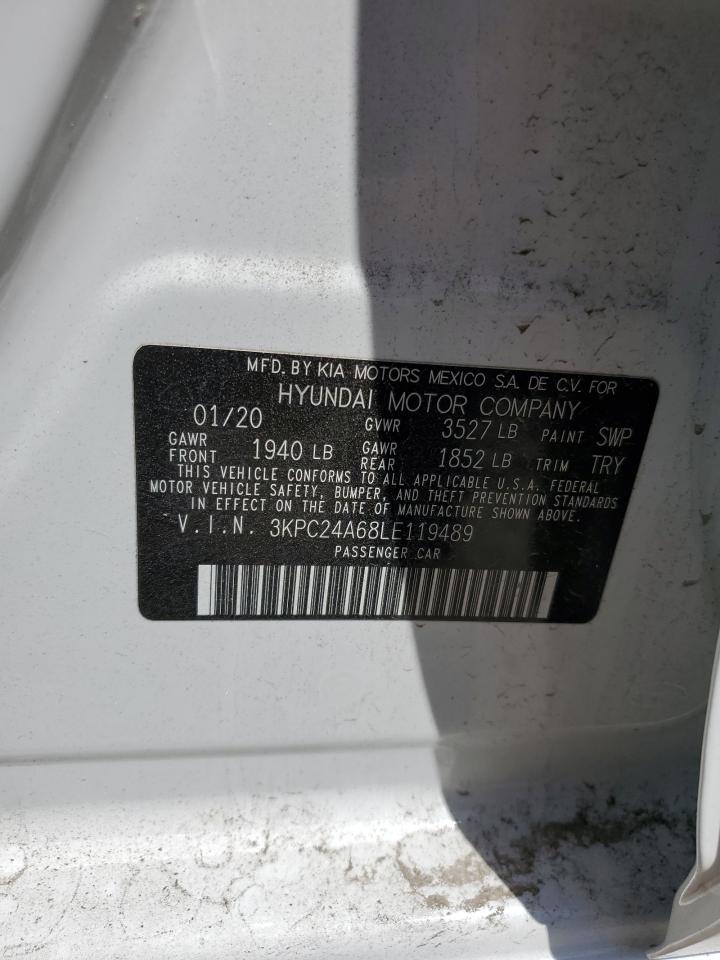 MFD. BY KIA MOTORS MEXICO S.A. DE C.V. FOR
HYUNDAI MOTOR COMPANY
01/20 GVWR 3527 LB PAINT SWP
GAWR FRONT 1940 LB GAWR REAR 1852 LB TRIM TRY
THIS VEHICLE CONFORMS TO ALL APPLICABLE U.S.A. FEDERAL
MOTOR VEHICLE SAFETY, BUMPER, AND THEFT PREVENTION STANDARDS
IN EFFECT ON THE DATE OF MANUFACTURE SHOWN ABOVE.
V.I.N. 3KPC24A68LE119489
PASSENGER CAR